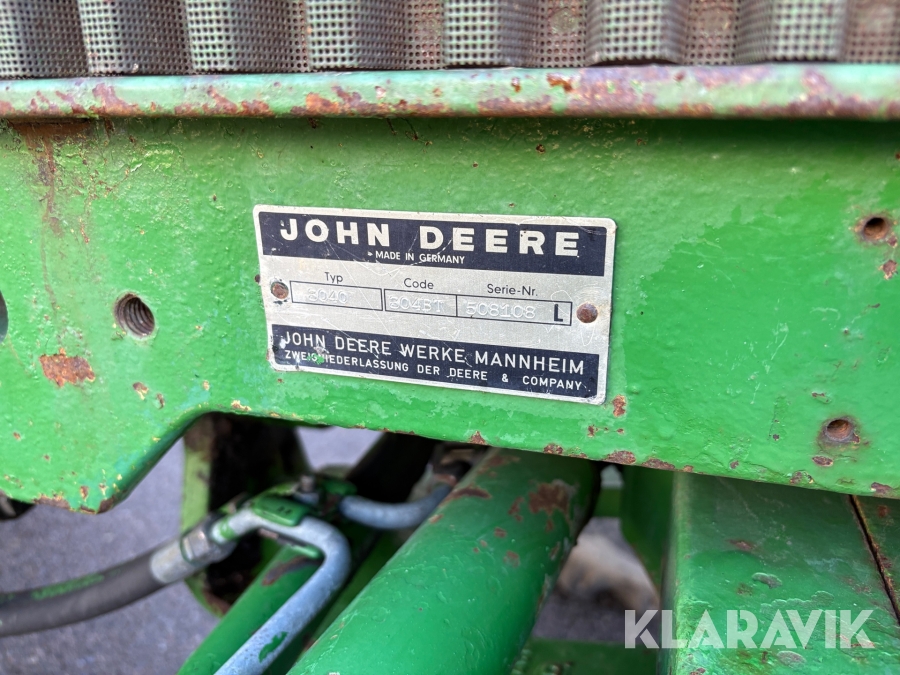 JOHN DEERE
MADE IN GERMANY
Typ Code Serie-Nr.
2040 204ST 508108 L
JOHN DEERE WERKE MANNHEIM
ZWEIGNIEDERLASSUNG DER DEERE & COMPANY
KLARAVIK